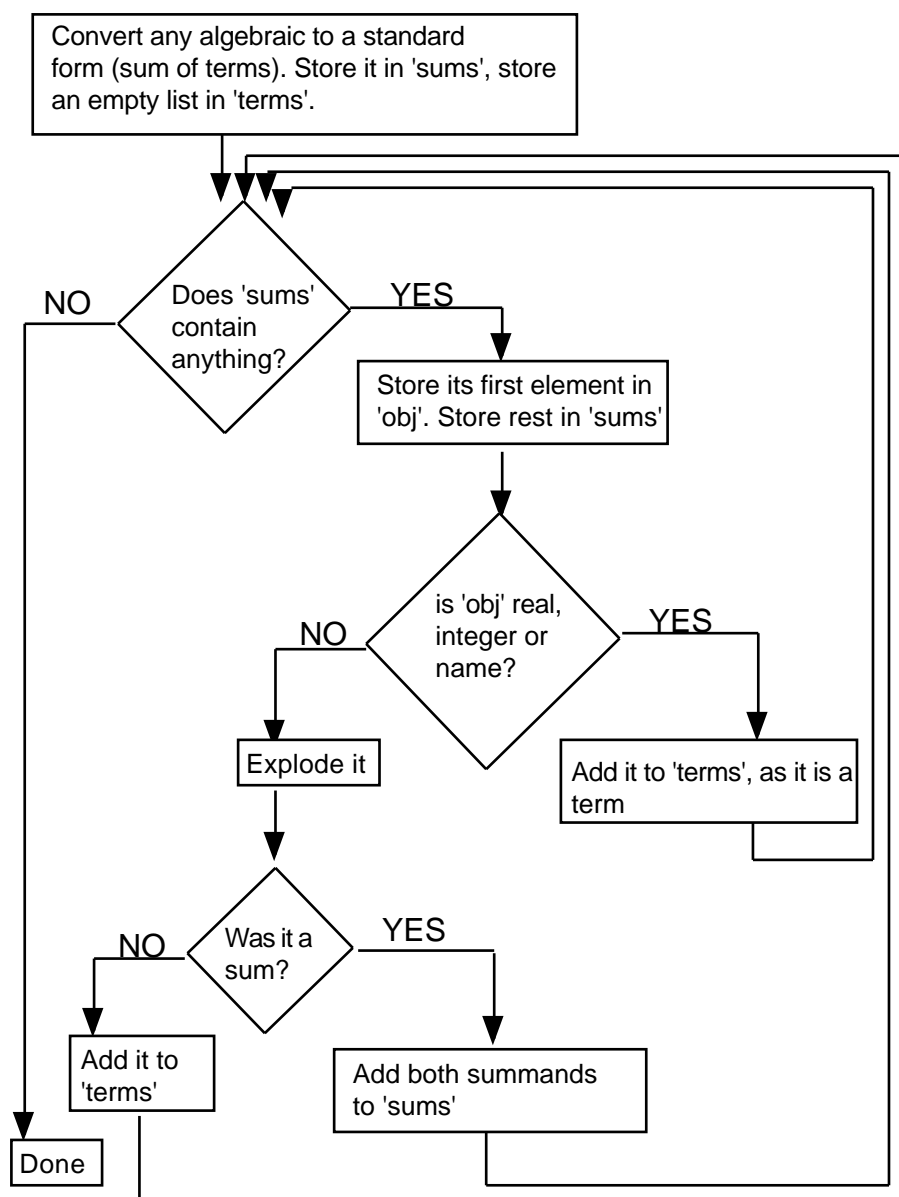 Convert any algebraic to a standard
form (sum of terms). Store it in 'sums', store
an empty list in 'terms'.
NO
Does 'sums'
contain
anything?
YES
Store its first element in
'obj'. Store rest in 'sums'
NO
is 'obj' real,
integer or
name?
YES
Explode it
Add it to 'terms', as it is a
term
NO
Was it a
sum?
YES
Add it to
'terms'
Add both summands
to 'sums'
Done